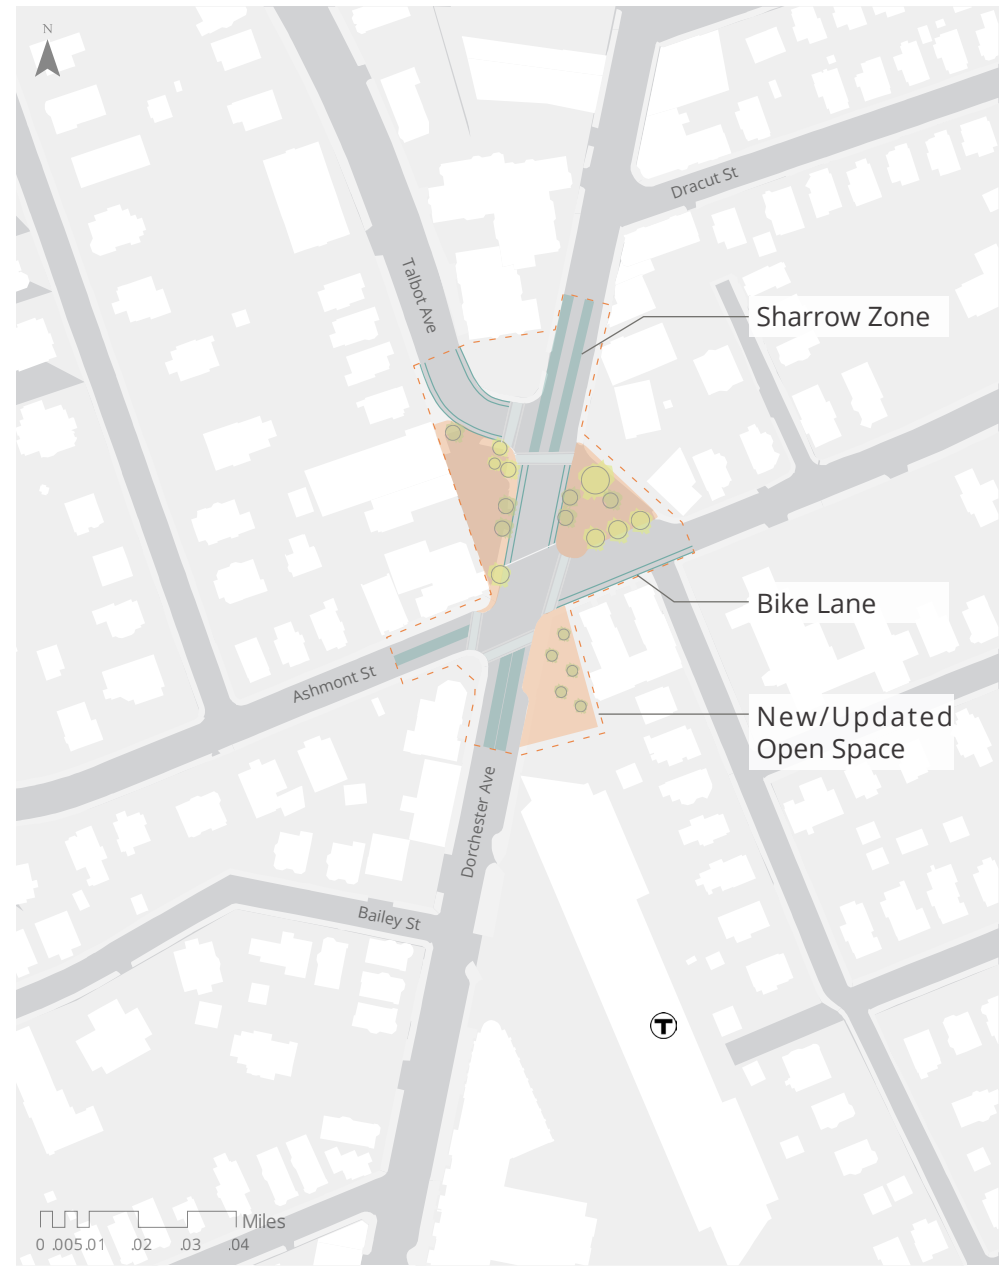 N
Dracut St
Talbot Ave
Sharrow Zone
Bike Lane
Ashmont St
New/Updated
Open Space
Dorchester Ave
Bailey St
T
Miles
0 .005 .01 .02 .03 .04